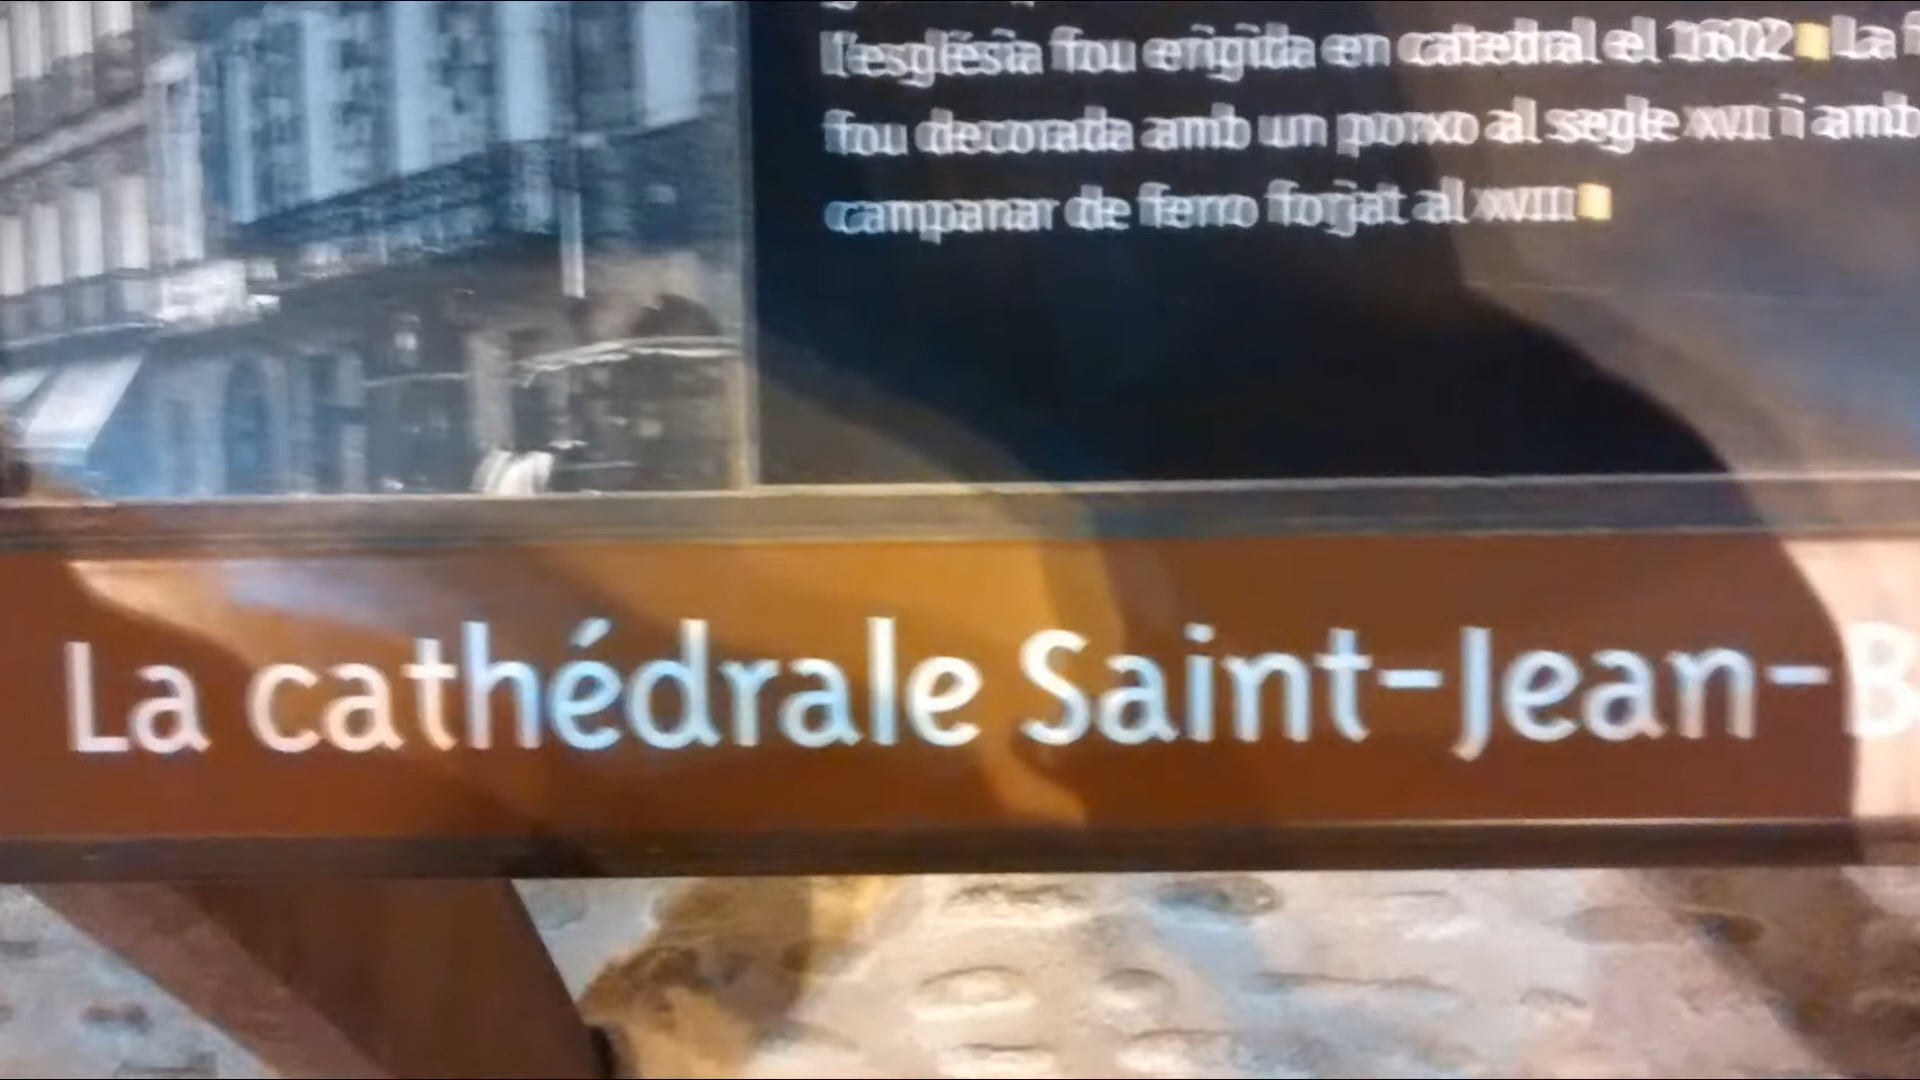 l'església fou erigida en catedral el 1602. La
fou decorada amb un porxo al segle XVII i amb
campanar de ferro forjat al XVIII.
La cathédrale Saint-Jean-B